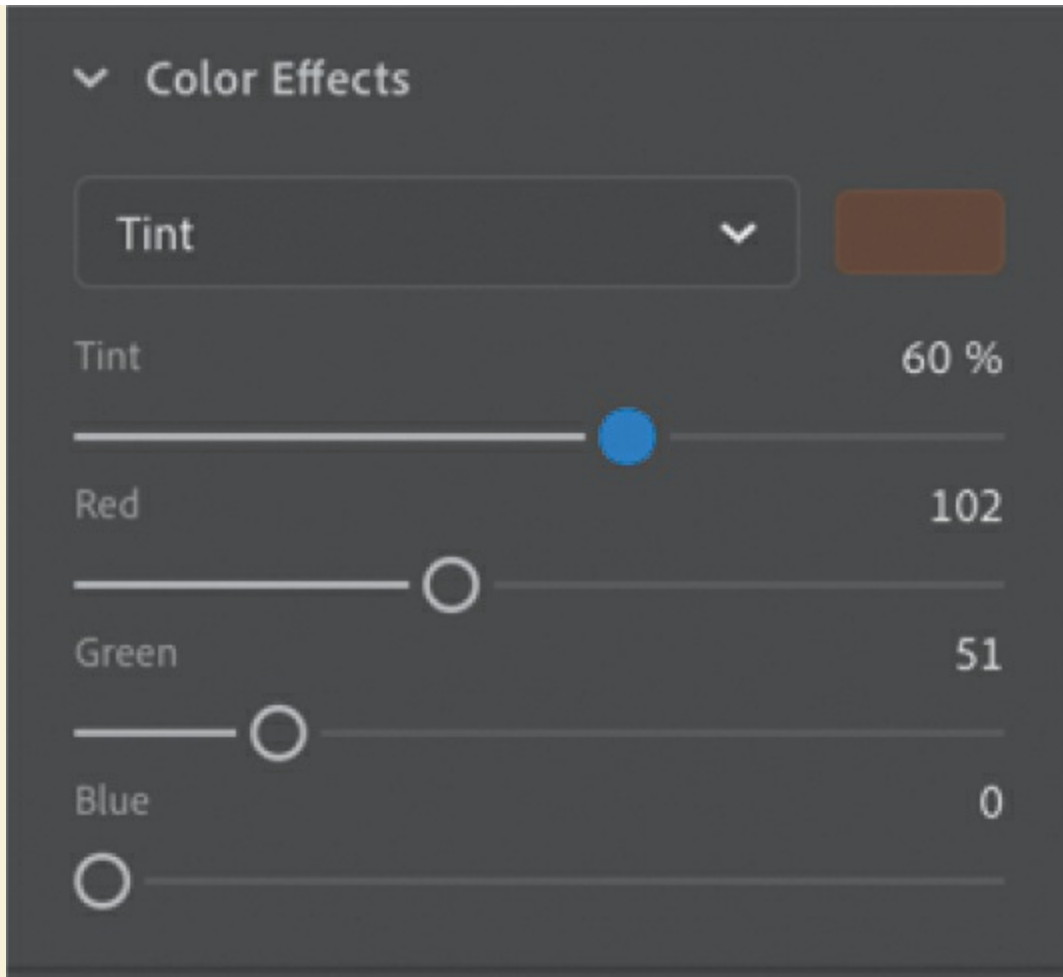 Color Effects
Tint
Tint 60 %
Red 102
Green 51
Blue 0